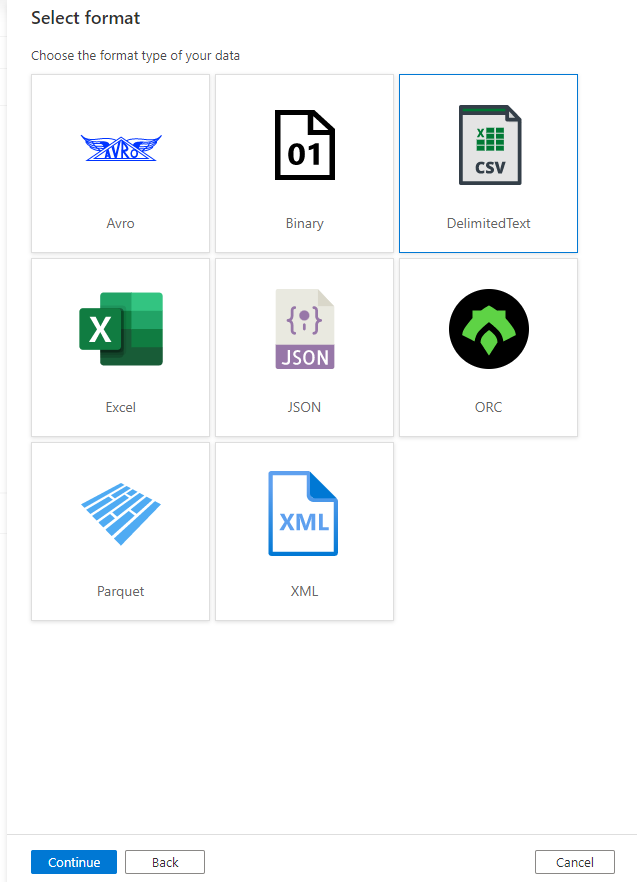 Select format
Choose the format type of your data
AVRO
Avro
01
Binary
X
CSV
DelimitedText
X
Excel
JSON
JSON
ORC
Parquet
XML
XML
Continue
Back
Cancel